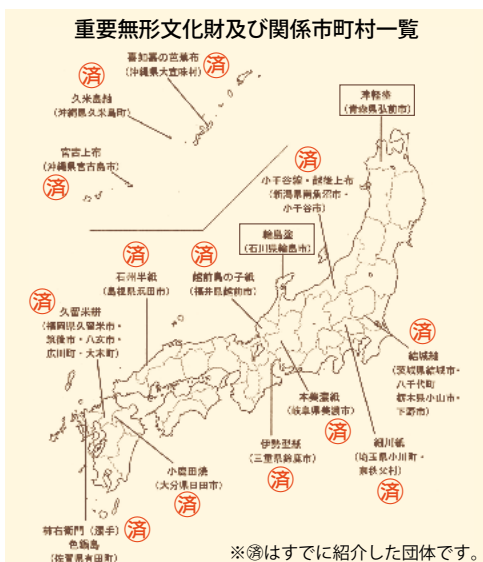 重要無形文化財及び関係市町村一覧
喜如嘉の芭蕉布
(沖縄県大宜味村)
済
済
久米島紬
(沖縄県久米島町)
宮古上布
(沖縄県宮古島市)
済
津軽塗
(青森県弘前市)
済
小千谷縮・越後上布
(新潟県南魚沼市・
小千谷市)
輪島塗
(石川県輪島市)
済
石州半紙
(島根県浜田市)
済
越前鳥の子紙
(福井県越前市)
済
久留米絣
(福岡県久留米市・
筑後市・八女市・
広川町・大木町)
済
結城紬
(茨城県結城市・
八千代町
栃木県小山市・
下野市)
本美濃紙
(岐阜県美濃市)
済
細川紙
(埼玉県小川町・
東秩父村)
済
伊勢型紙
(三重県鈴鹿市)
済
小鹿田焼
(大分県日田市)
済
柿右衛門(濁手)
色鍋島
(佐賀県有田町)
済
※済はすでに紹介した団体です。